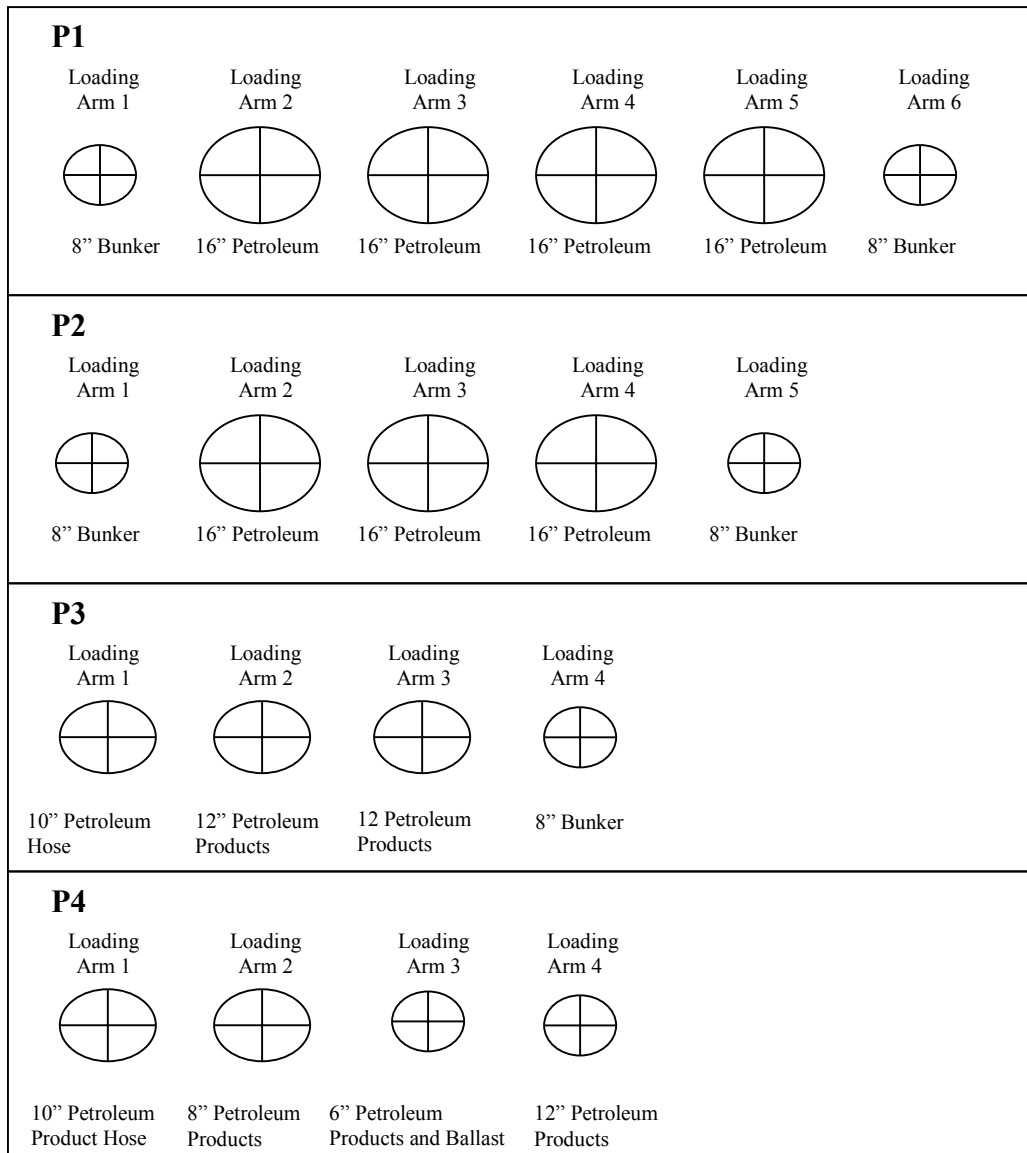 P1
Loading Loading Loading Loading Loading Loading
Arm 1 Arm 2 Arm 3 Arm 4 Arm 5 Arm 6
8” Bunker 16” Petroleum 16” Petroleum 16” Petroleum 16” Petroleum 8” Bunker
P2
Loading Loading Loading Loading Loading
Arm 1 Arm 2 Arm 3 Arm 4 Arm 5
8” Bunker 16” Petroleum 16” Petroleum 16” Petroleum 8” Bunker
P3
Loading Loading Loading Loading
Arm 1 Arm 2 Arm 3 Arm 4
10” Petroleum 12” Petroleum 12 Petroleum 8” Bunker
Hose Products Products
P4
Loading Loading Loading Loading
Arm 1 Arm 2 Arm 3 Arm 4
10” Petroleum 8” Petroleum 6” Petroleum 12” Petroleum
Product Hose Products Products and Ballast Products